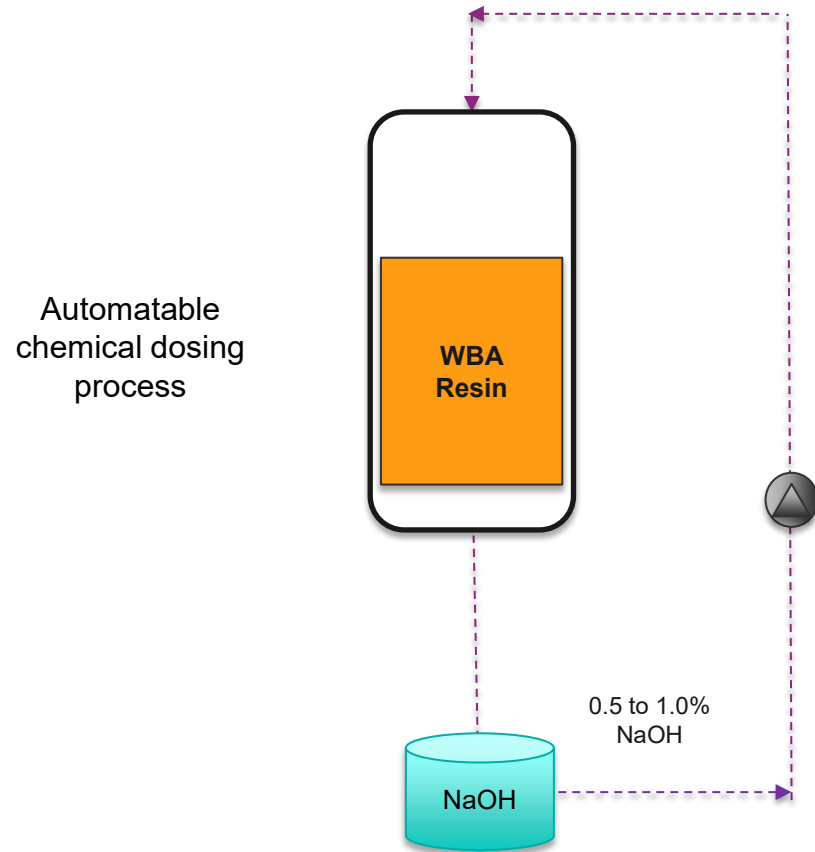 Automatable
chemical dosing
process
WBA
Resin
0.5 to 1.0%
NaOH
NaOH